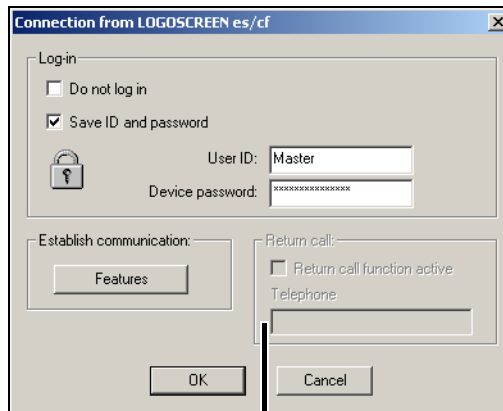 Connection from LOGOSCREEN es/cf
Log-in
Do not log in
Save ID and password
User ID: Master
Device password: ***************
Establish communication:
Features
Return call:
Return call function active
Telephone
OK
Cancel